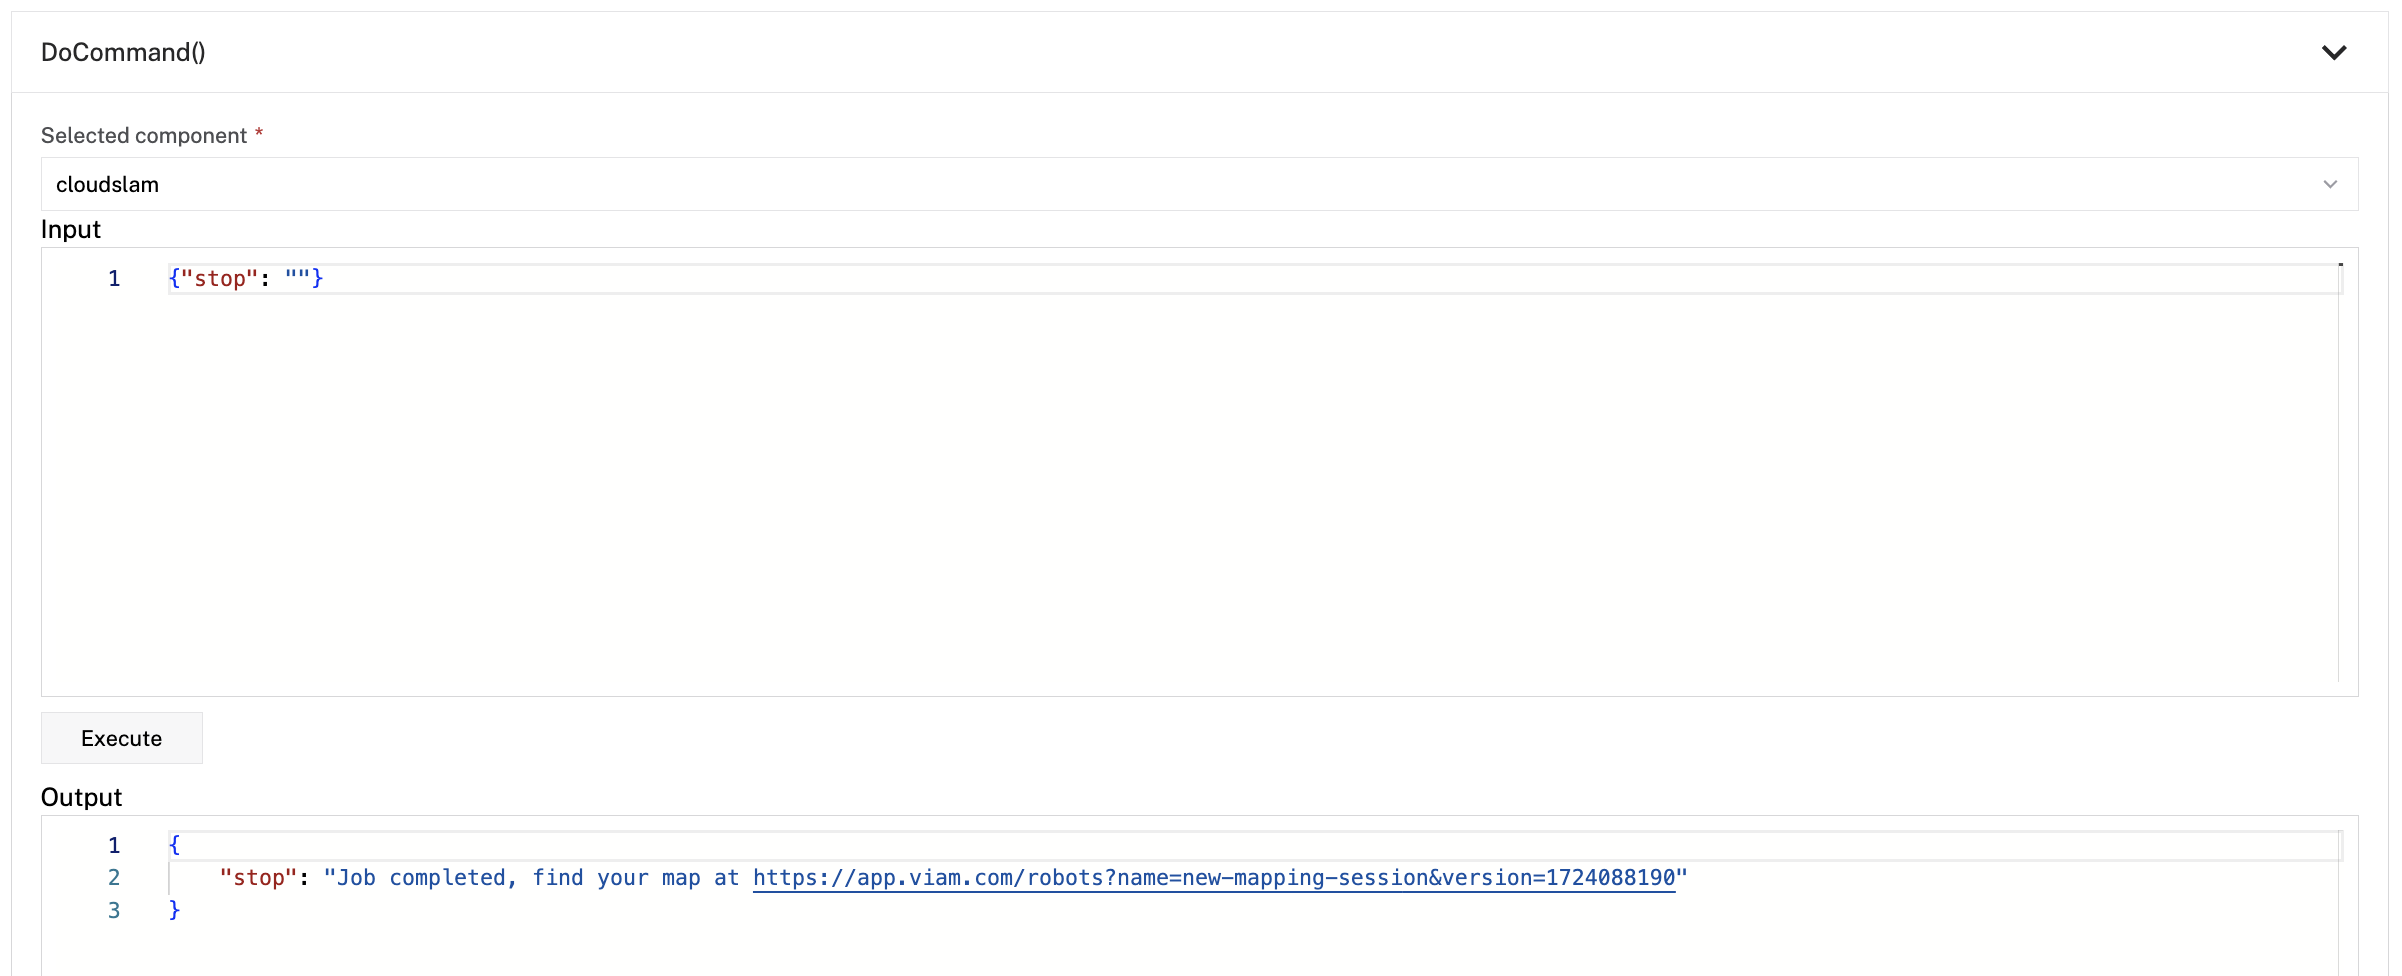 DoCommand()
Selected component *
cloudslam
Input
1 {"stop": ""}
Execute
Output
1 {
2 "stop": "Job completed, find your map at https://app.viam.com/robots?name=new-mapping-session&version=1724088190"
3 }